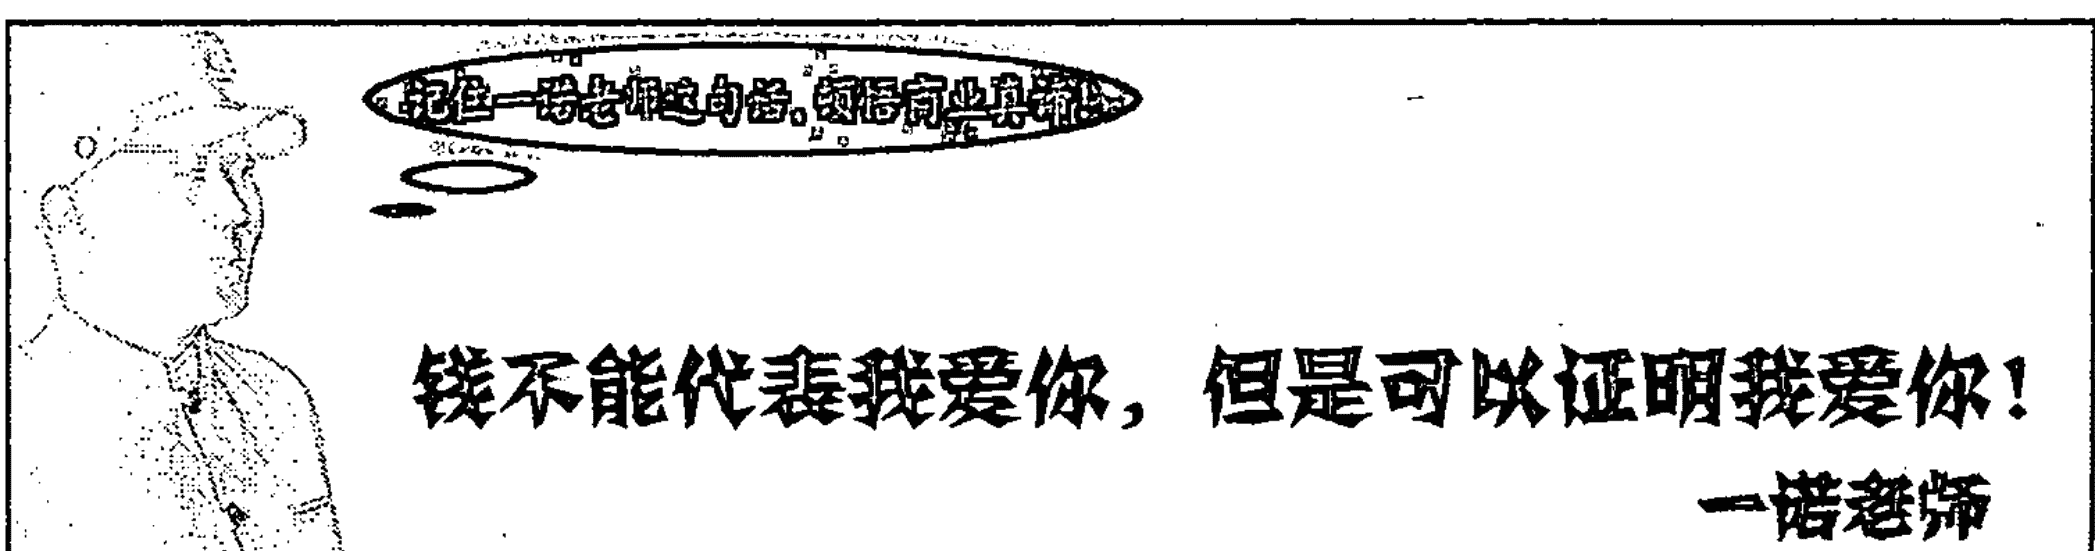 记住一诺老师这句话.领悟商业真谛
钱不能代表我爱你，但是可以证明我爱你！
一诺老师